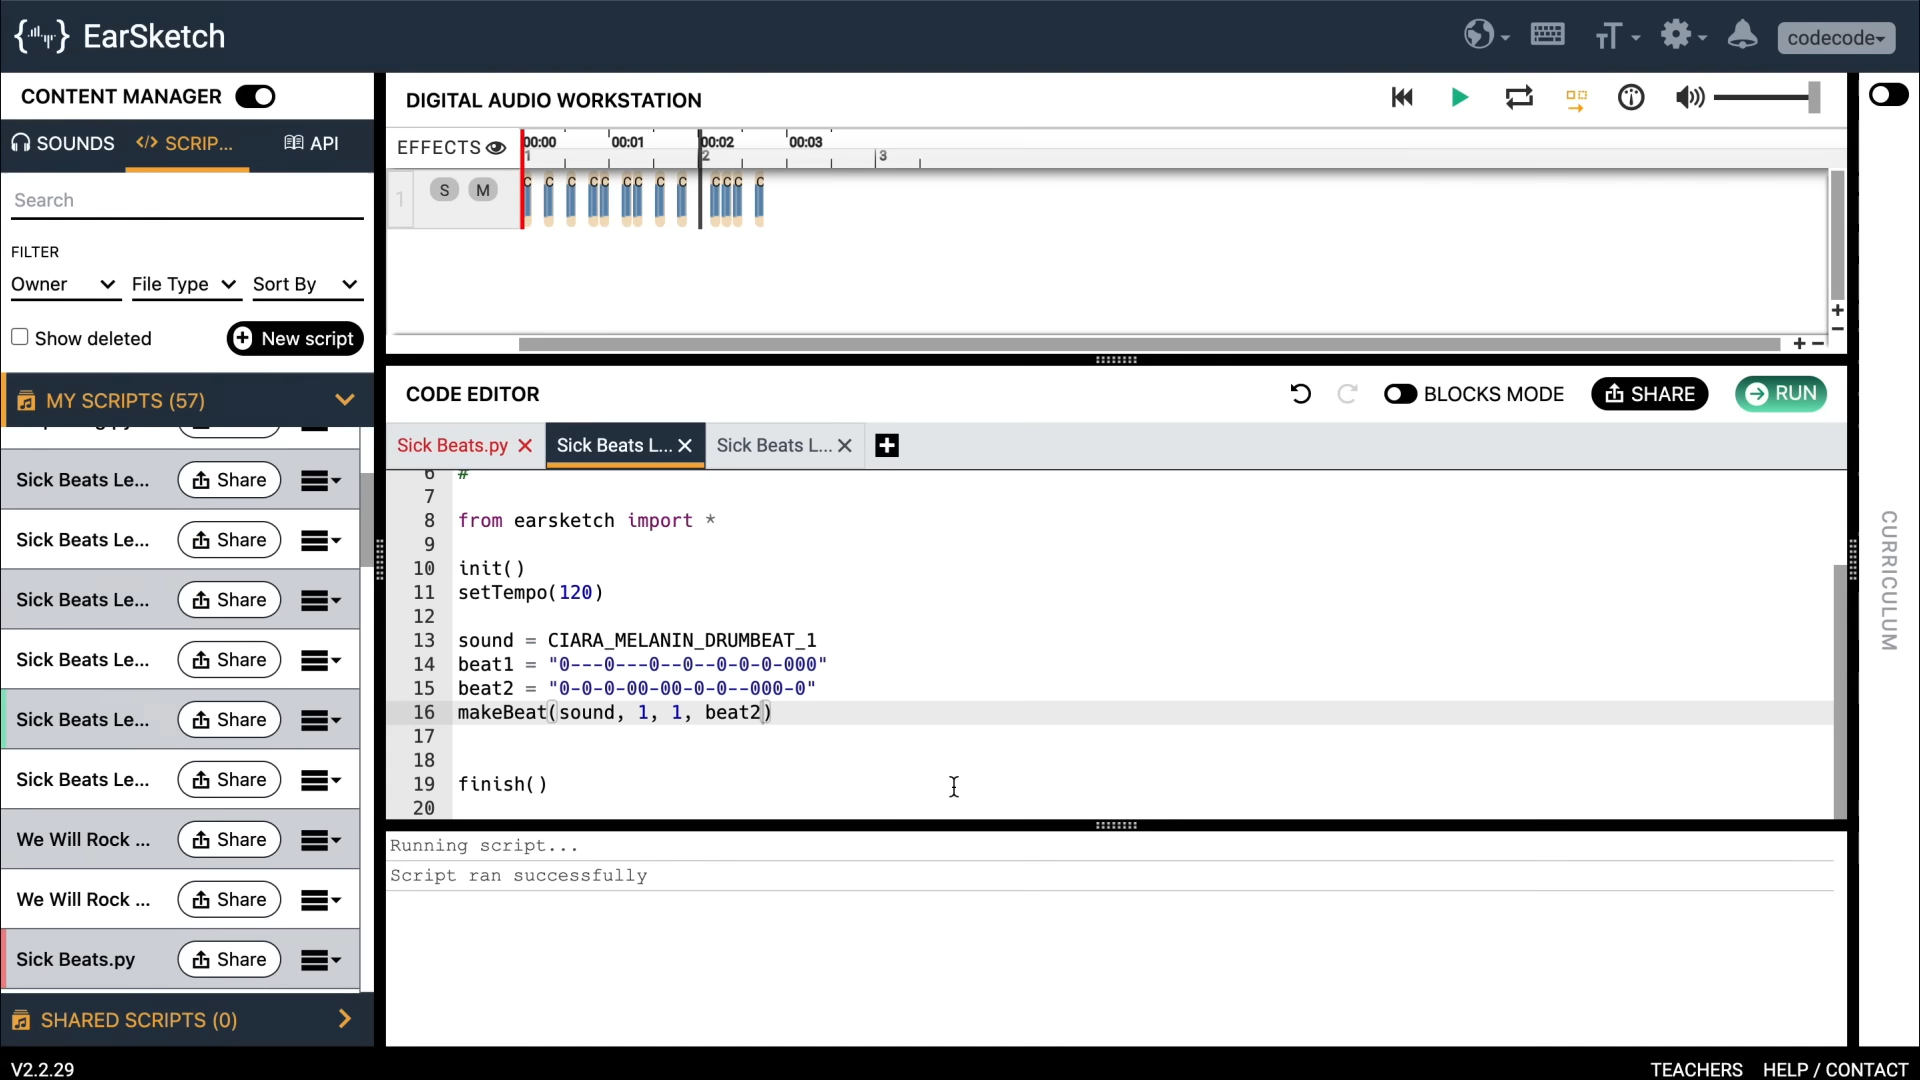 EarSketch
codecode
CONTENT MANAGER
SOUNDS
</> SCRIP...
API
Search
FILTER
Owner
File Type
Sort By
Show deleted
New script
MY SCRIPTS (57)
Sick Beats Le...
Share
Sick Beats Le...
Share
Sick Beats Le...
Share
Sick Beats Le...
Share
Sick Beats Le...
Share
Sick Beats Le...
Share
We Will Rock ...
Share
We Will Rock ...
Share
Sick Beats.py
Share
SHARED SCRIPTS (0)
V2.2.29
DIGITAL AUDIO WORKSTATION
EFFECTS
00:00 00:01 00:02 00:03
1 2 3
1 S M
C C C C C C C C C C C C C
CODE EDITOR
BLOCKS MODE
SHARE
RUN
Sick Beats.py
Sick Beats L...
Sick Beats L...
6 #
7
8 from earsketch import *
9
10 init()
11 setTempo(120)
12
13 sound = CIARA_MELANIN_DRUMBEAT_1
14 beat1 = "0---0---0--0--0-0-0-000"
15 beat2 = "0-0-0-00-00-0-0--000-0"
16 makeBeat(sound, 1, 1, beat2)
17
18
19 finish()
20
Running script...
Script ran successfully
CURRICULUM
TEACHERS
HELP / CONTACT